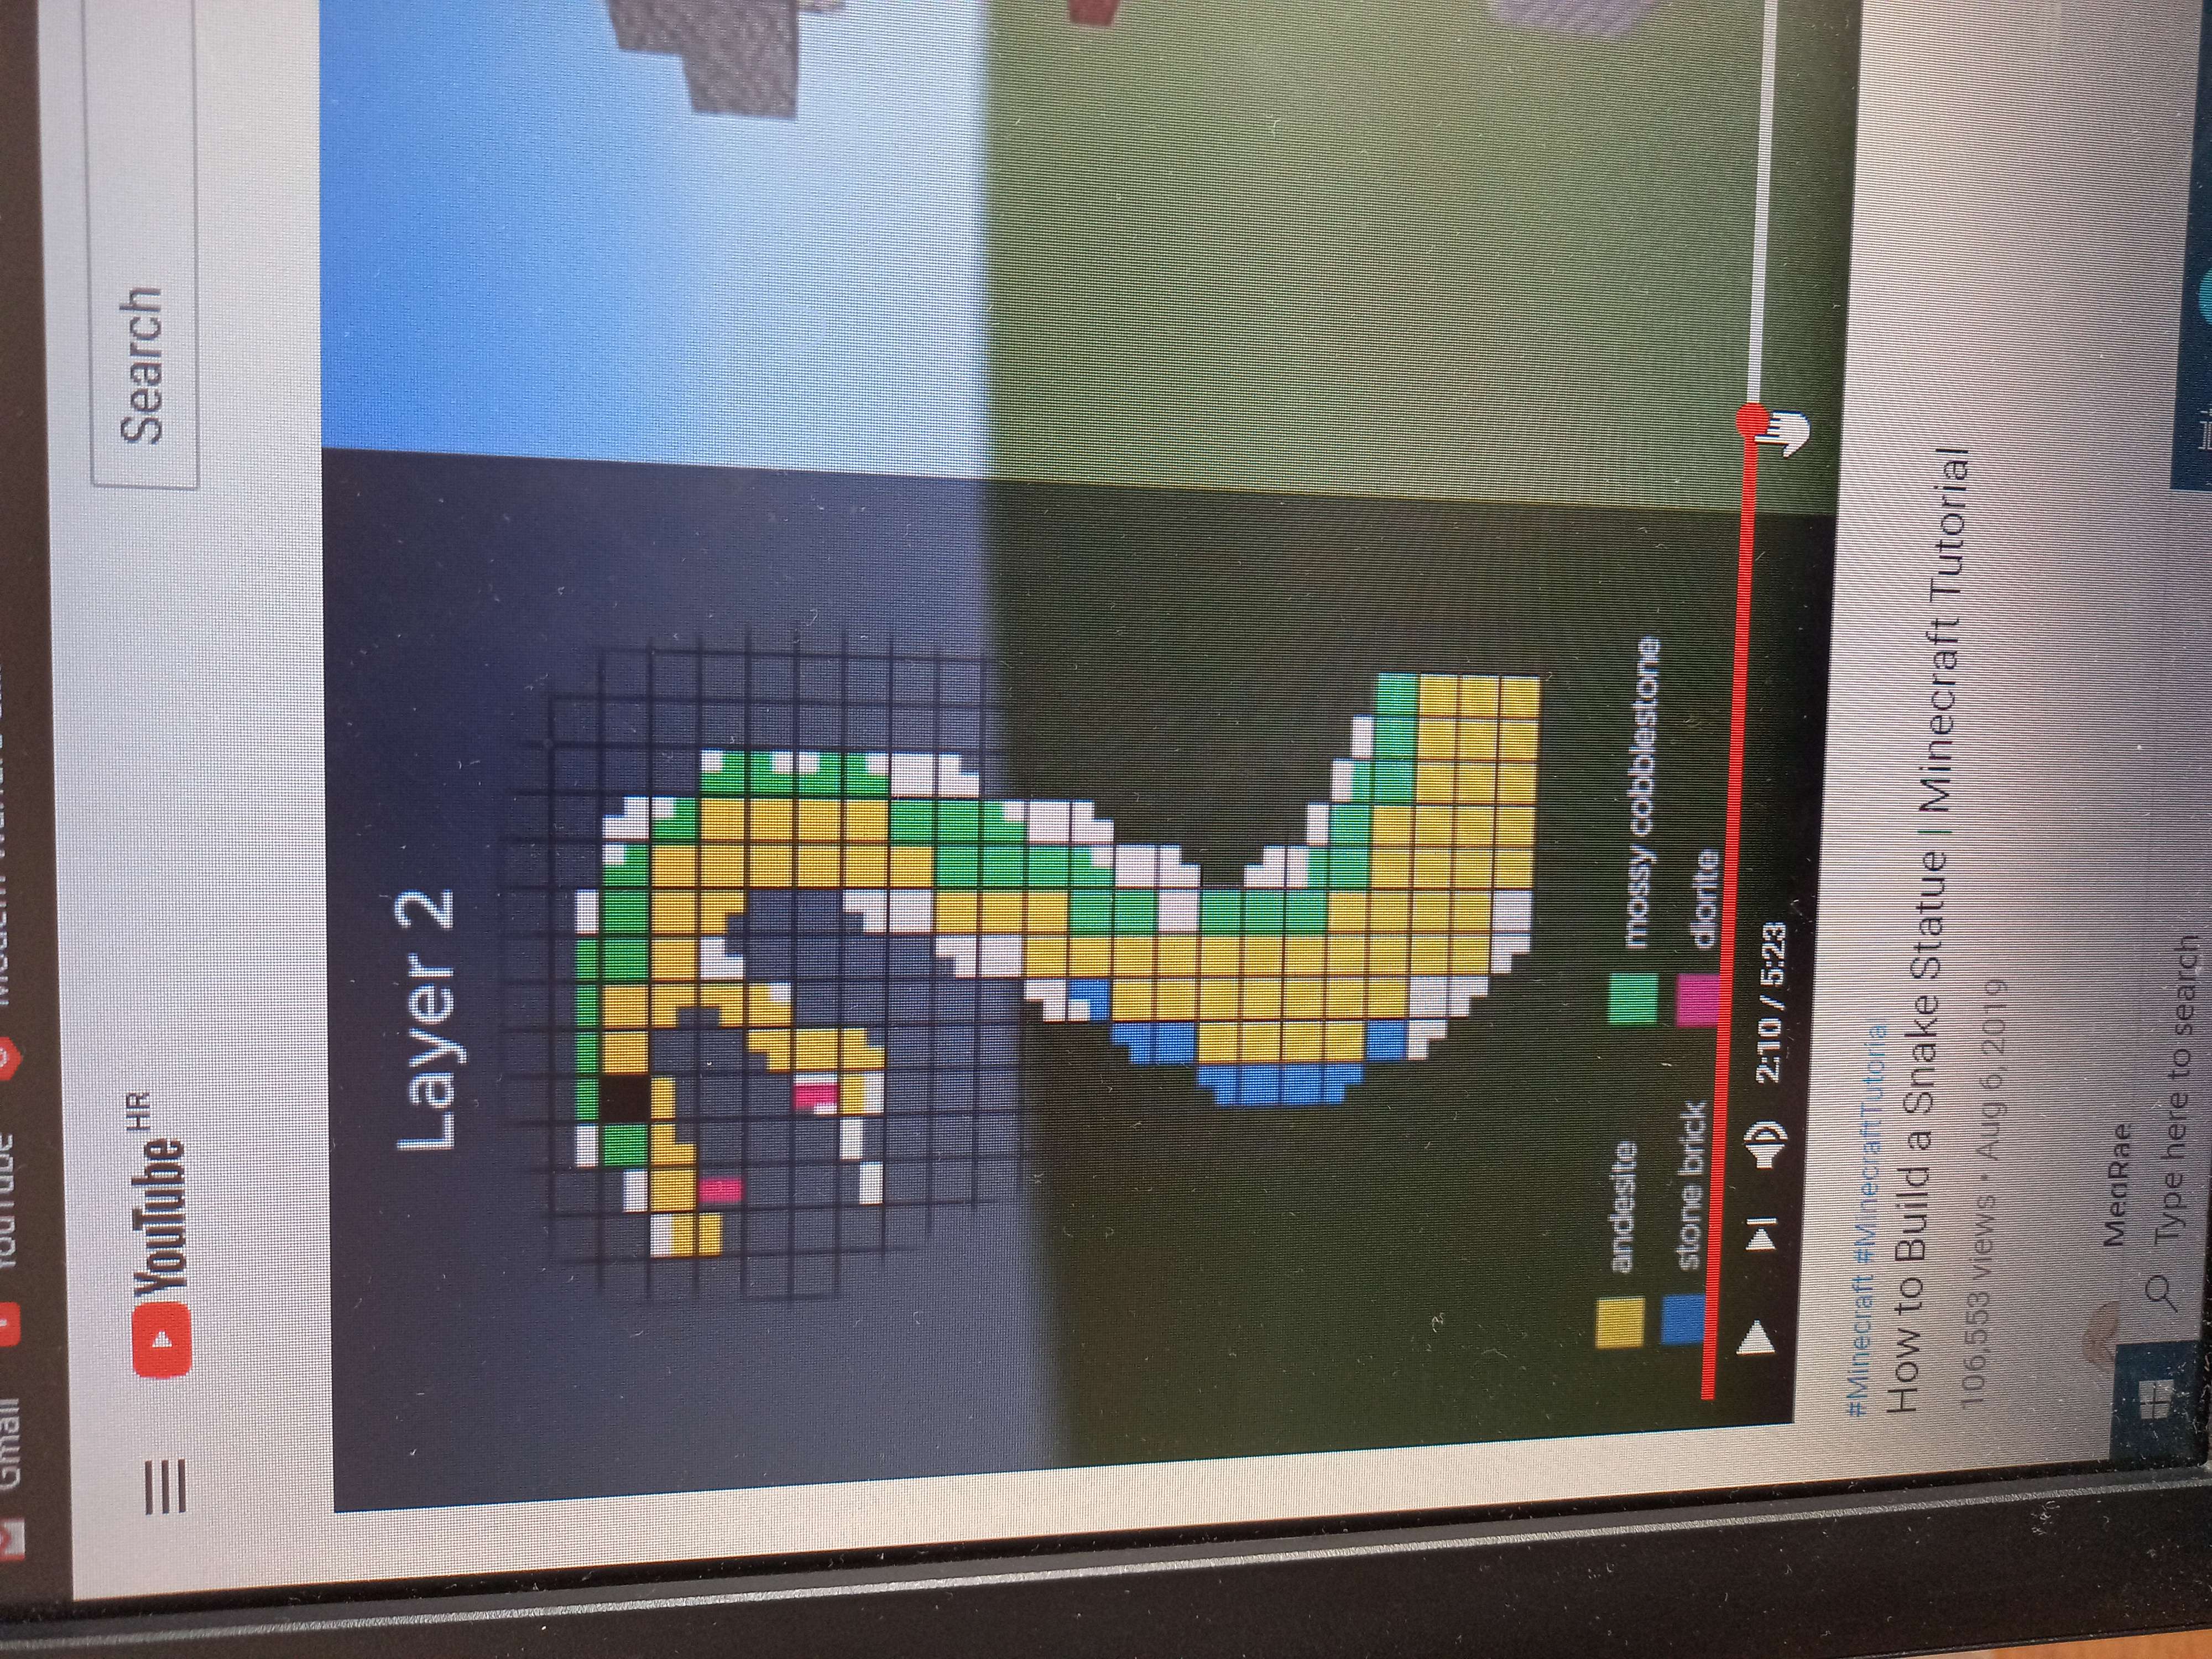 Gmail
YouTube
YouTube HR
Search
Layer 2
andesite
mossy cobblestone
stone brick
diorite
2:10 / 5:23
#Minecraft #MinecraftTutorial
How to Build a Snake Statue | Minecraft Tutorial
106,553 views • Aug 6, 2019
MegRae
Type here to search